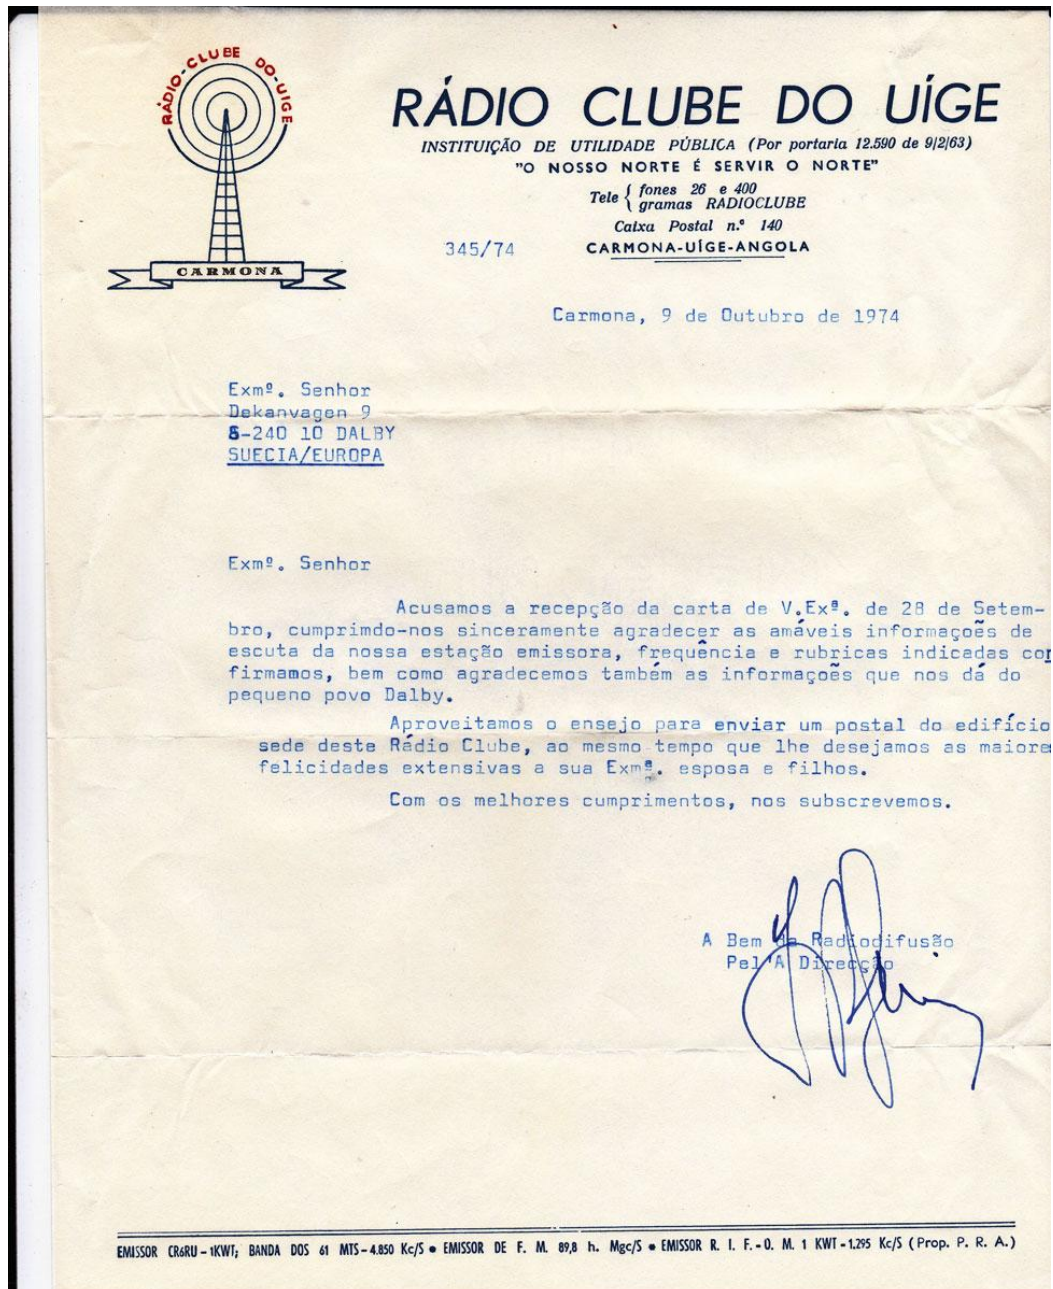 RÁDIO-CLUBE DO-UIGE
CARMONA
RÁDIO CLUBE DO UÍGE
INSTITUIÇÃO DE UTILIDADE PÚBLICA (Por portaria 12.590 de 9/2/63)
"O NOSSO NORTE É SERVIR O NORTE"
Tele { fones 26 e 400
gramas RADIOCLUBE
Caixa Postal n.º 140
345/74
CARMONA-UÍGE-ANGOLA
Carmona, 9 de Outubro de 1974
Exmº. Senhor
Dekanvagen 9
S-240 10 DALBY
SUECIA/EUROPA
Exmº. Senhor
Acusamos a recepção da carta de V.Exª. de 28 de Setem-
bro, cumprimdo-nos sinceramente agradecer as amáveis informações de
escuta da nossa estação emissora, frequência e rubricas indicadas con
firmamos, bem como agradecemos também as informações que nos dá do
pequeno povo Dalby.
Aproveitamos o ensejo para enviar um postal do edifício
sede deste Rádio Clube, ao mesmo tempo que lhe desejamos as maiore
felicidades extensivas a sua Exmª. esposa e filhos.
Com os melhores cumprimentos, nos subscrevemos.
A Bem da Radiodifusão
Pel'A Direcção
EMISSOR CR6RU-1KWT; BANDA DOS 61 MTS-4.850 Kc/S • EMISSOR DE F. M. 89,8 h. Mgc/S • EMISSOR R. I. F.-O. M. 1 KWT-1.295 Kc/S (Prop. P. R. A.)